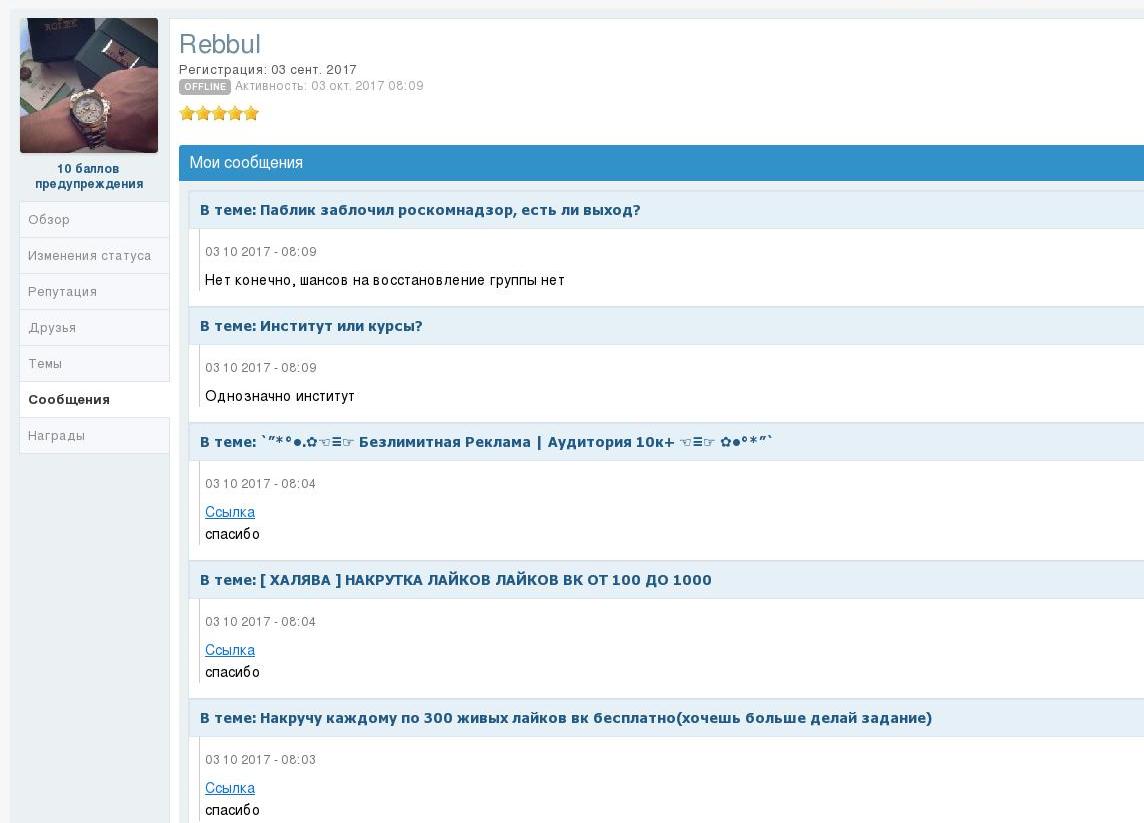 ROLEX
Rebbul
Регистрация: 03 сент. 2017
OFFLINE Активность: 03 окт. 2017 08:09
10 баллов
предупреждения
Обзор
Изменения статуса
Репутация
Друзья
Темы
Сообщения
Награды
Мои сообщения
В теме: Паблик заблочил роскомнадзор, есть ли выход?
03 10 2017 - 08:09
Нет конечно, шансов на восстановление группы нет
В теме: Институт или курсы?
03 10 2017 - 08:09
Однозначно институт
В теме: `”*°●.✿☜☰☞ Безлимитная Реклама | Аудитория 10к+ ☜☰☞ ✿●°*”`
03 10 2017 - 08:04
Ссылка
спасибо
В теме: [ ХАЛЯВА ] НАКРУТКА ЛАЙКОВ ЛАЙКОВ ВК ОТ 100 ДО 1000
03 10 2017 - 08:04
Ссылка
спасибо
В теме: Накручу каждому по 300 живых лайков вк бесплатно(хочешь больше делай задание)
03 10 2017 - 08:03
Ссылка
спасибо